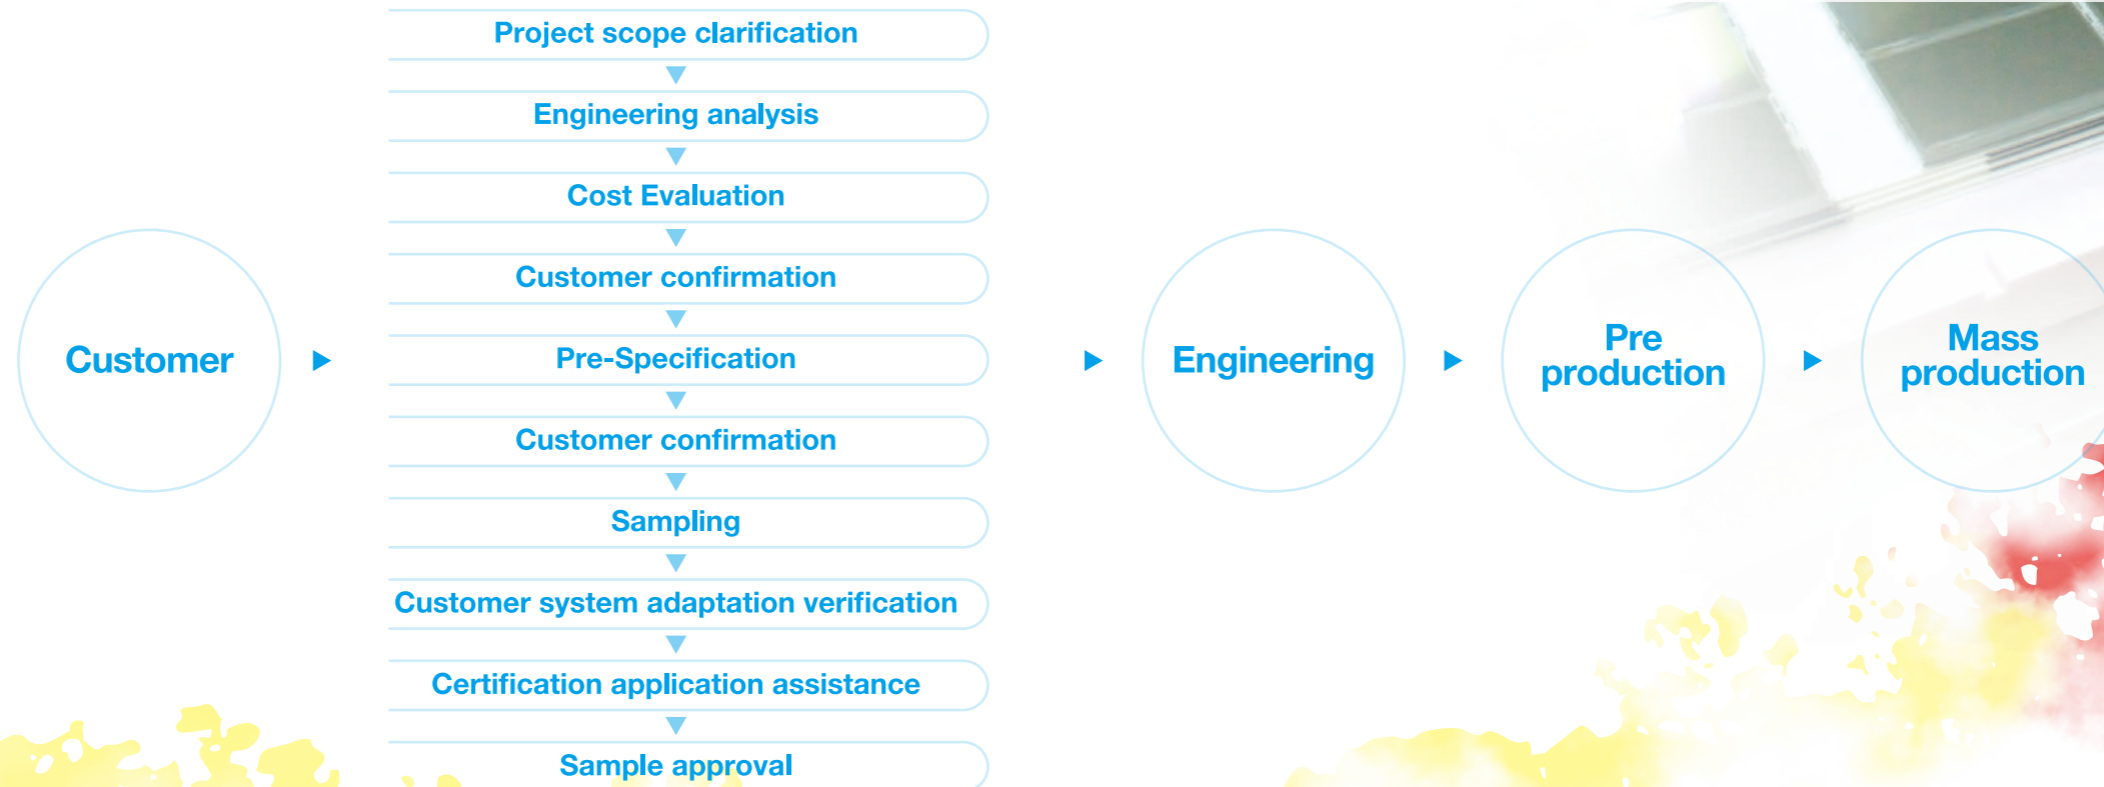 Customer
Project scope clarification
Engineering analysis
Cost Evaluation
Customer confirmation
Pre-Specification
Customer confirmation
Sampling
Customer system adaptation verification
Certification application assistance
Sample approval
Engineering
Pre
production
Mass
production